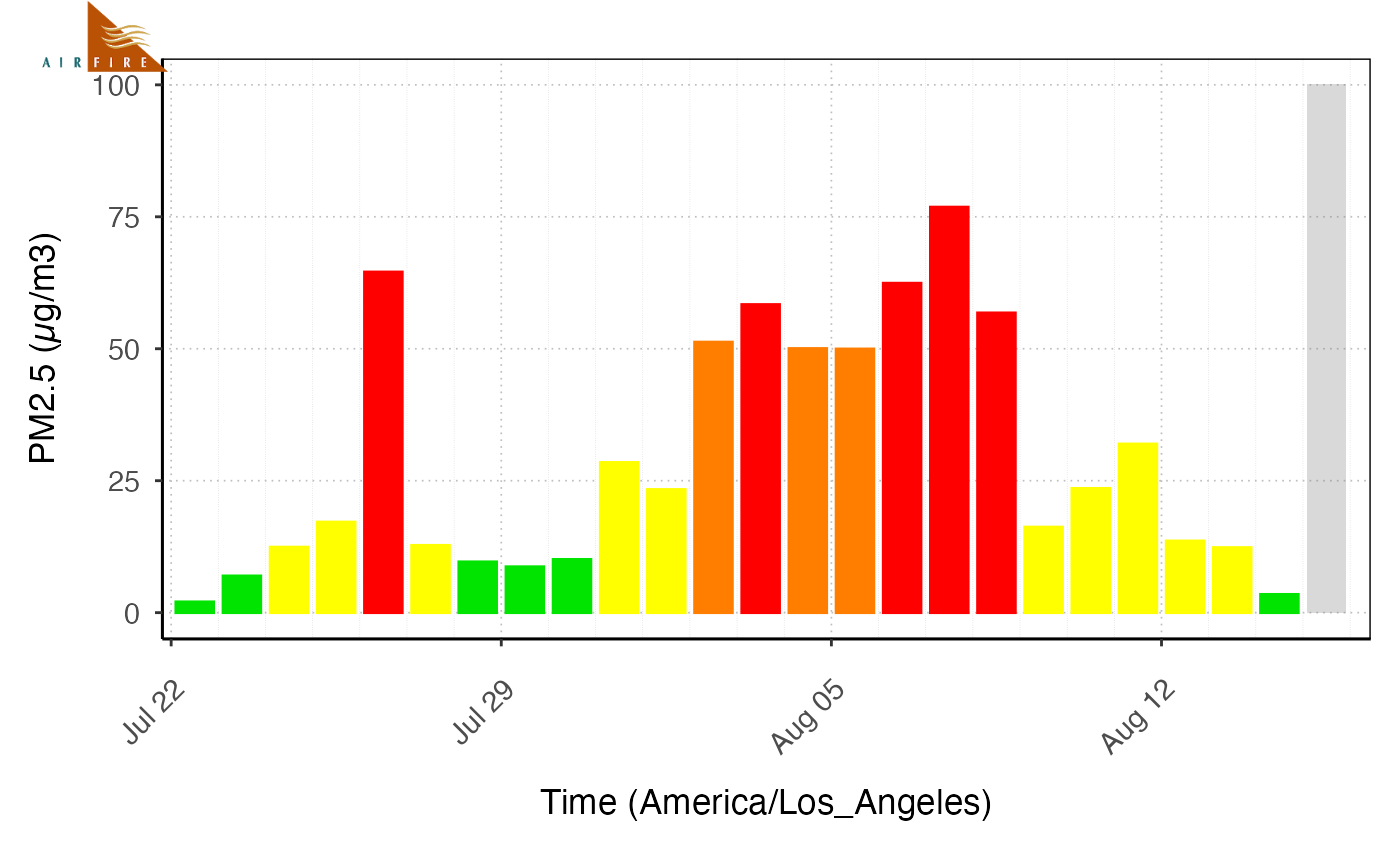 AIRFIRE
100
75
50
25
0
PM2.5 (µg/m3)
Jul 22
Jul 29
Aug 05
Aug 12
Time (America/Los_Angeles)